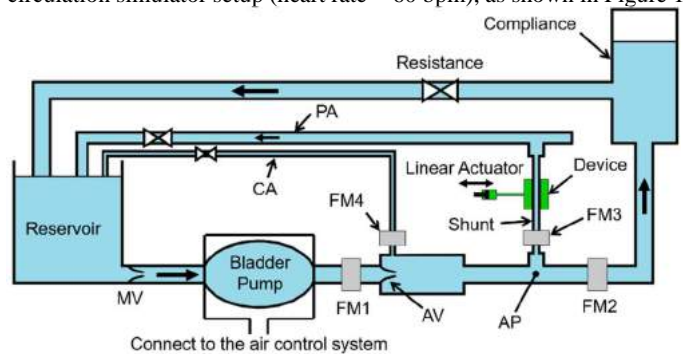 circulation simulator setup (heart rate = 60 bpm), as shown in Figure 1
Compliance
Resistance
PA
Linear Actuator
Device
CA
FM4
Shunt
FM3
Reservoir
Bladder
Pump
MV
FM1
AV
AP
FM2
Connect to the air control system